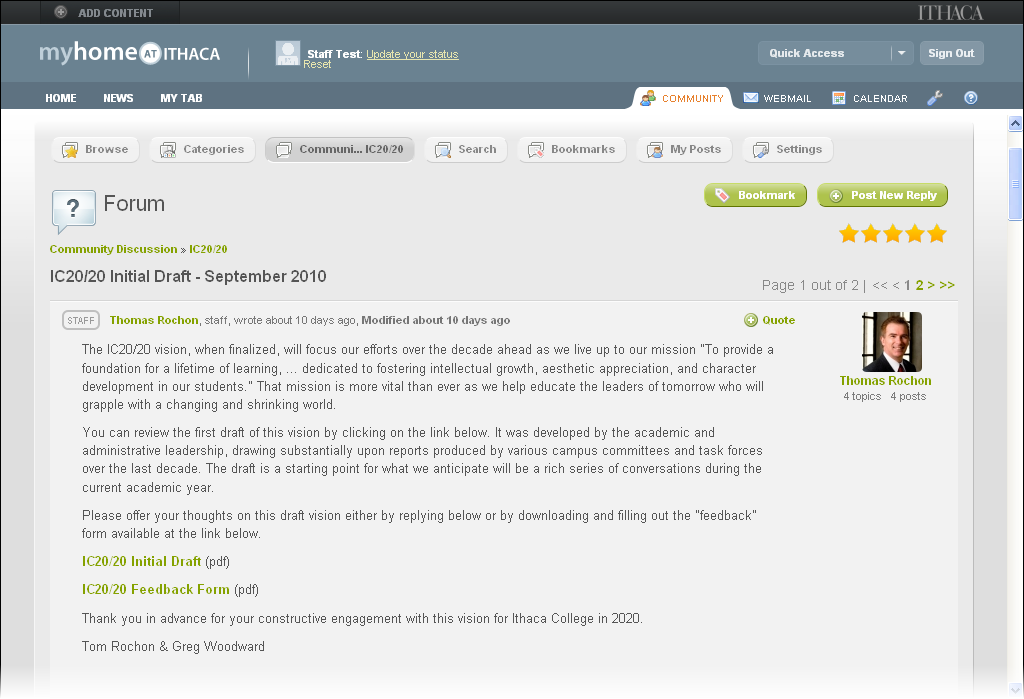 ADD CONTENT
ITHACA
myhome AT ITHACA
Staff Test: Update your status
Reset
Quick Access
Sign Out
HOME NEWS MY TAB
COMMUNITY WEBMAIL CALENDAR ?
Browse Categories Communi... IC20/20 Search Bookmarks My Posts Settings
? Forum
Bookmark Post New Reply
Community Discussion » IC20/20
IC20/20 Initial Draft - September 2010
Page 1 out of 2 | << < 1 2 > >>
STAFF Thomas Rochon, staff, wrote about 10 days ago, Modified about 10 days ago
Quote
The IC20/20 vision, when finalized, will focus our efforts over the decade ahead as we live up to our mission "To provide a
foundation for a lifetime of learning, ... dedicated to fostering intellectual growth, aesthetic appreciation, and character
development in our students." That mission is more vital than ever as we help educate the leaders of tomorrow who will
grapple with a changing and shrinking world.
You can review the first draft of this vision by clicking on the link below. It was developed by the academic and
administrative leadership, drawing substantially upon reports produced by various campus committees and task forces
over the last decade. The draft is a starting point for what we anticipate will be a rich series of conversations during the
current academic year.
Please offer your thoughts on this draft vision either by replying below or by downloading and filling out the "feedback"
form available at the link below.
IC20/20 Initial Draft (pdf)
IC20/20 Feedback Form (pdf)
Thank you in advance for your constructive engagement with this vision for Ithaca College in 2020.
Tom Rochon & Greg Woodward
Thomas Rochon
4 topics 4 posts